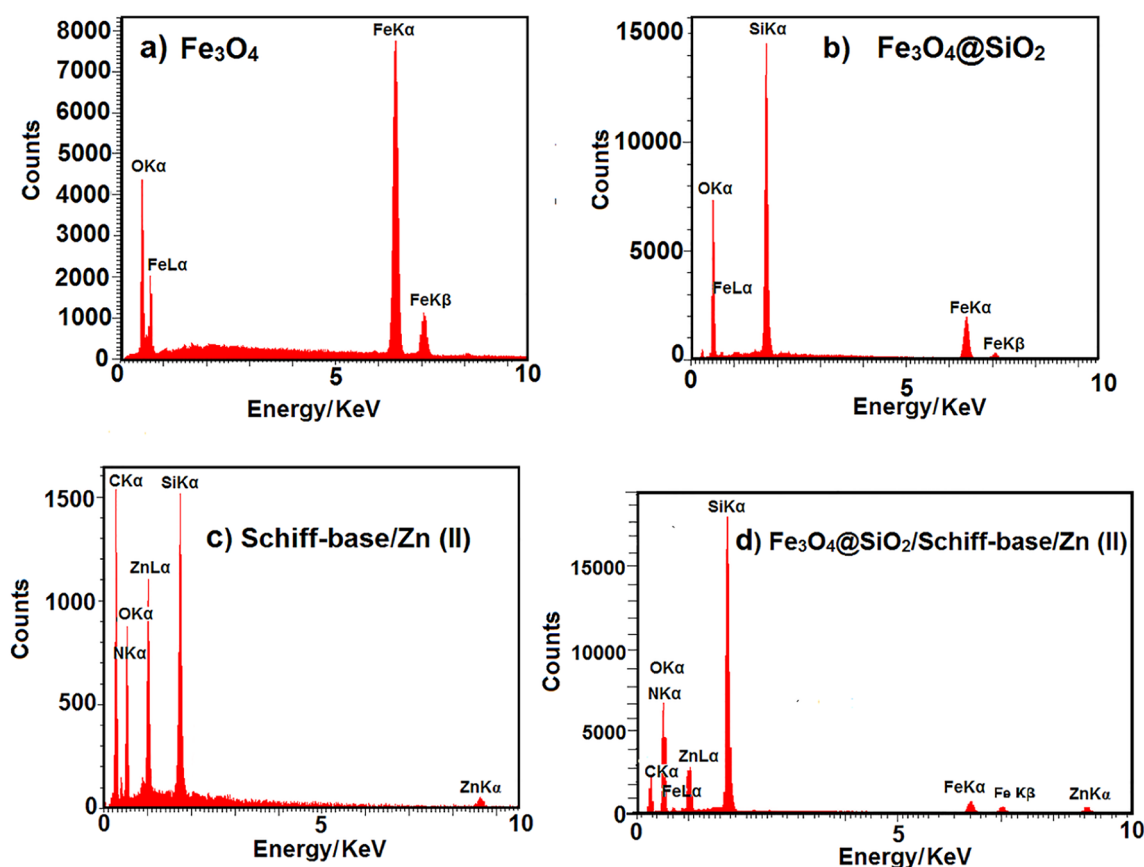 a) Fe₃O₄
8000
7000
6000
5000
4000
3000
2000
1000
0
Counts
OKα
FeLα
FeKα
FeKβ
0 5 10
Energy/KeV
b) Fe₃O₄@SiO₂
15000
10000
5000
0
Counts
OKα
FeLα
SiKα
FeKα
FeKβ
5 10
Energy/KeV
c) Schiff-base/Zn (II)
1500
1000
500
0
Counts
CKα
SiKα
ZnLα
OKα
NKα
ZnKα
0 5 10
Energy/KeV
d) Fe₃O₄@SiO₂/Schiff-base/Zn (II)
15000
10000
5000
0
Counts
SiKα
OKα
NKα
ZnLα
CKα
FeLα
FeKα
Fe Kβ
ZnKα
0 5 10
Energy/KeV